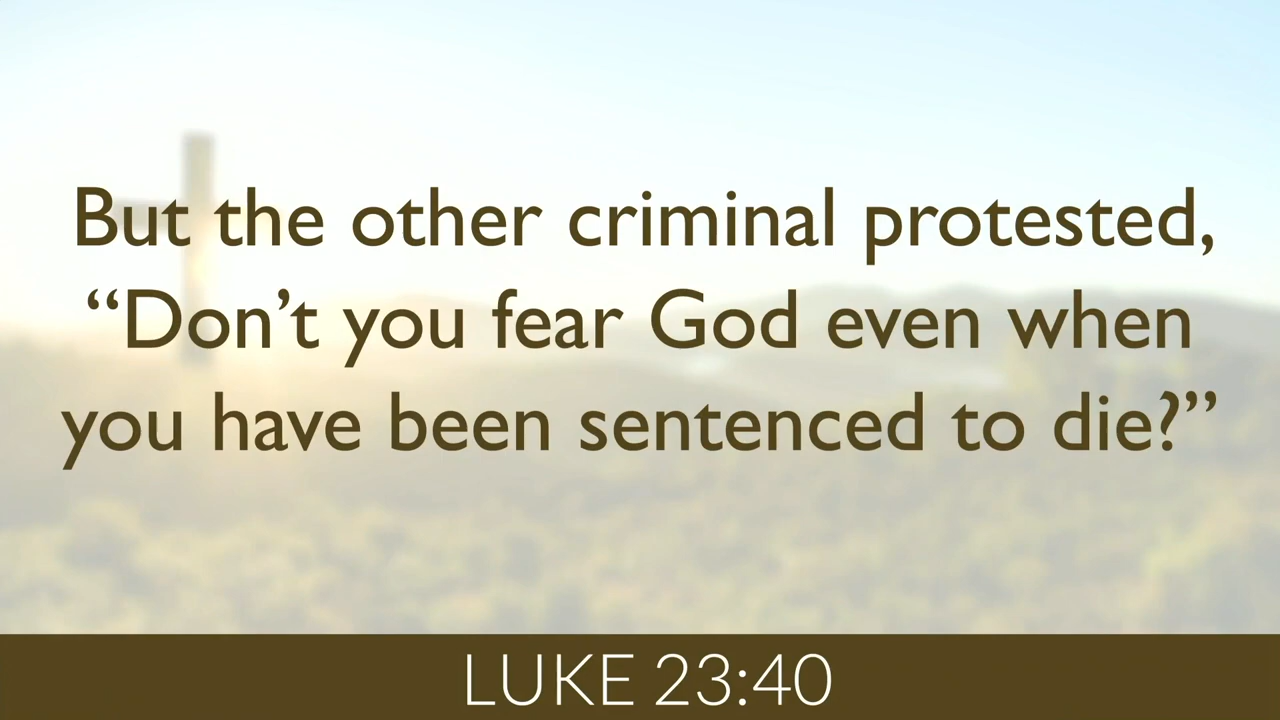 But the other criminal protested,
“Don’t you fear God even when
you have been sentenced to die?”
LUKE 23:40